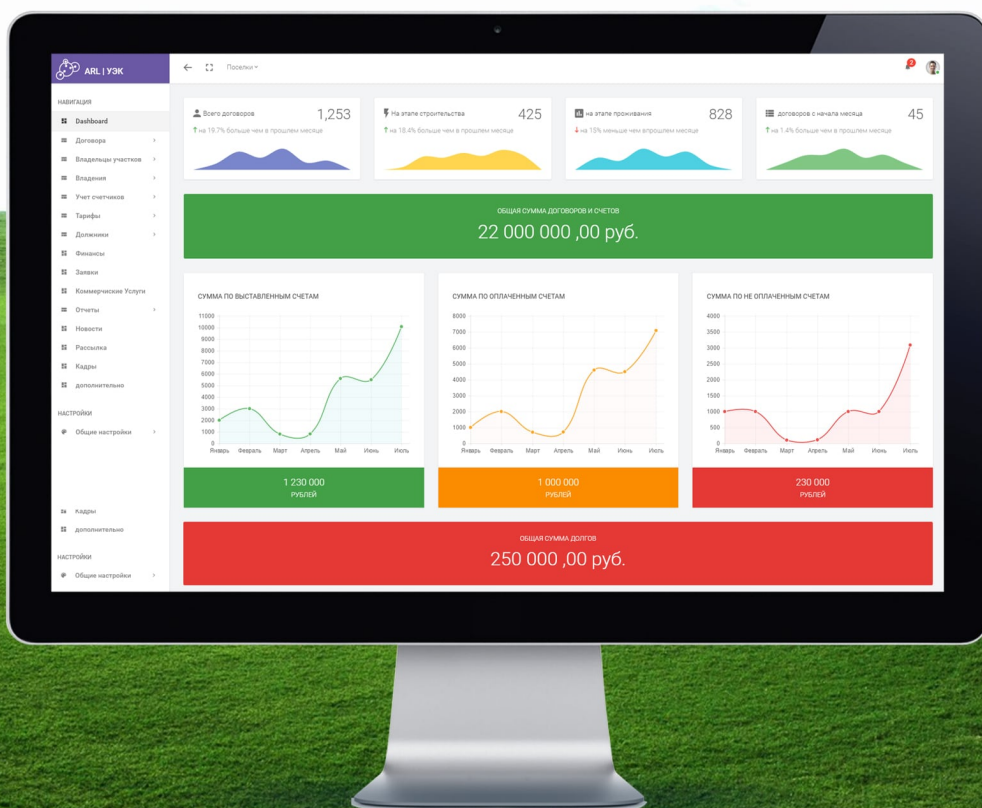 ARL | УЭК
Поселки
2
НАВИГАЦИЯ
Dashboard
Договора
Владельцы участков
Владения
Учет счетчиков
Тарифы
Должники
Финансы
Заявки
Коммерчиские Услуги
Отчеты
Новости
Рассылка
Кадры
дополнительно
НАСТРОЙКИ
Общие настройки
Кадры
дополнительно
НАСТРОЙКИ
Общие настройки
Всего договоров 1,253
на 19.7% больше чем в прошлом месяце
На этапе строительства 425
на 18.4% больше чем в прошлом месяце
на этапе проживания 828
на 15% меньше чем впрошлом месяце
договоров с начала месяца 45
на 1.4% больше чем в прошлом месяце
ОБЩАЯ СУММА ДОГОВОРОВ И СЧЕТОВ
22 000 000 ,00 руб.
СУММА ПО ВЫСТАВЛЕННЫМ СЧЕТАМ
11000
10000
9000
8000
7000
6000
5000
4000
3000
2000
1000
0
Январь Февраль Март Апрель Май Июнь Июль
1 230 000
РУБЛЕЙ
СУММА ПО ОПЛАЧЕННЫМ СЧЕТАМ
8000
7000
6000
5000
4000
3000
2000
1000
0
Январь Февраль Март Апрель Май Июнь Июль
1 000 000
РУБЛЕЙ
СУММА ПО НЕ ОПЛАЧЕННЫМ СЧЕТАМ
4000
3500
3000
2500
2000
1500
1000
500
0
Январь Февраль Март Апрель Май Июнь Июль
230 000
РУБЛЕЙ
ОБЩАЯ СУММА ДОЛГОВ
250 000 ,00 руб.